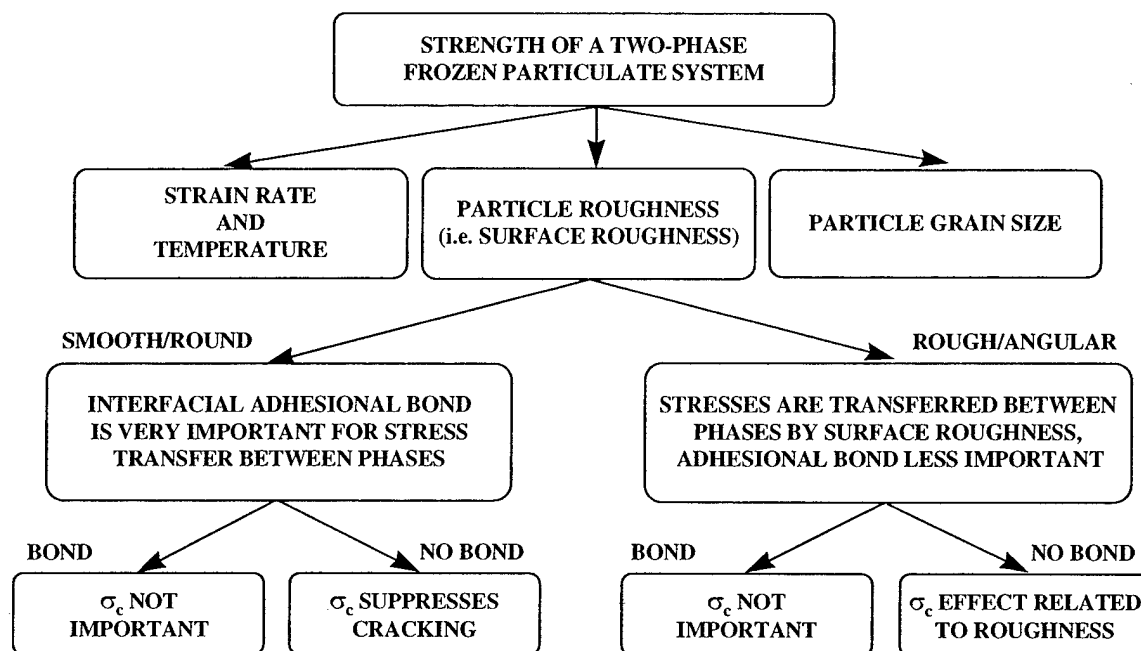 STRENGTH OF A TWO-PHASE
FROZEN PARTICULATE SYSTEM
STRAIN RATE
AND
TEMPERATURE
PARTICLE ROUGHNESS
(i.e. SURFACE ROUGHNESS)
PARTICLE GRAIN SIZE
SMOOTH/ROUND
ROUGH/ANGULAR
INTERFACIAL ADHESIONAL BOND
IS VERY IMPORTANT FOR STRESS
TRANSFER BETWEEN PHASES
STRESSES ARE TRANSFERRED BETWEEN
PHASES BY SURFACE ROUGHNESS,
ADHESIONAL BOND LESS IMPORTANT
BOND
NO BOND
BOND
NO BOND
σc NOT
IMPORTANT
σc SUPPRESSES
CRACKING
σc NOT
IMPORTANT
σc EFFECT RELATED
TO ROUGHNESS